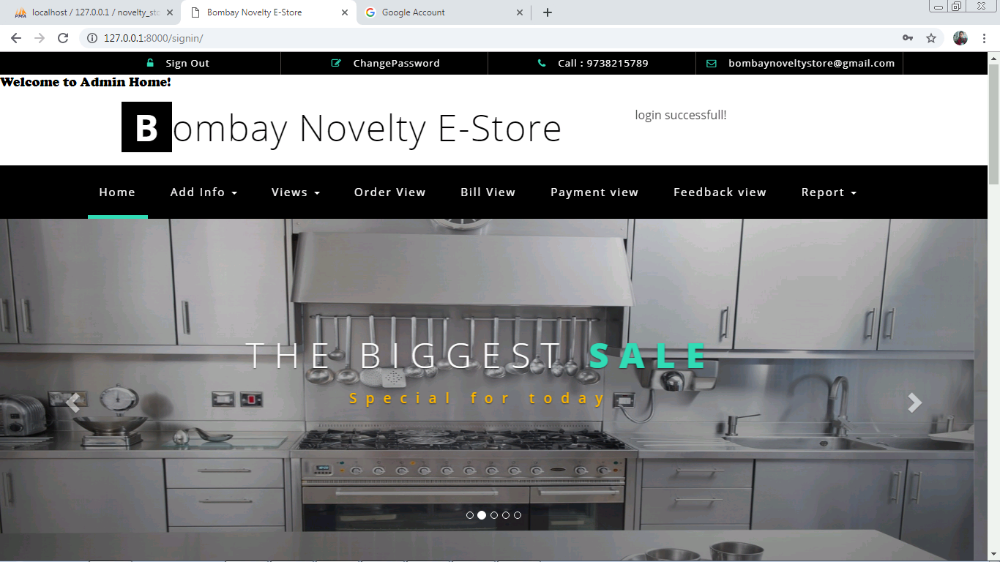 localhost / 127.0.0.1 / novelty_sto
Bombay Novelty E-Store
Google Account
127.0.0.1:8000/signin/
Sign Out
ChangePassword
Call : 9738215789
bombaynoveltystore@gmail.com
Welcome to Admin Home!
Bombay Novelty E-Store
login successfull!
Home
Add Info
Views
Order View
Bill View
Payment view
Feedback view
Report
THE BIGGEST SALE
Special for today